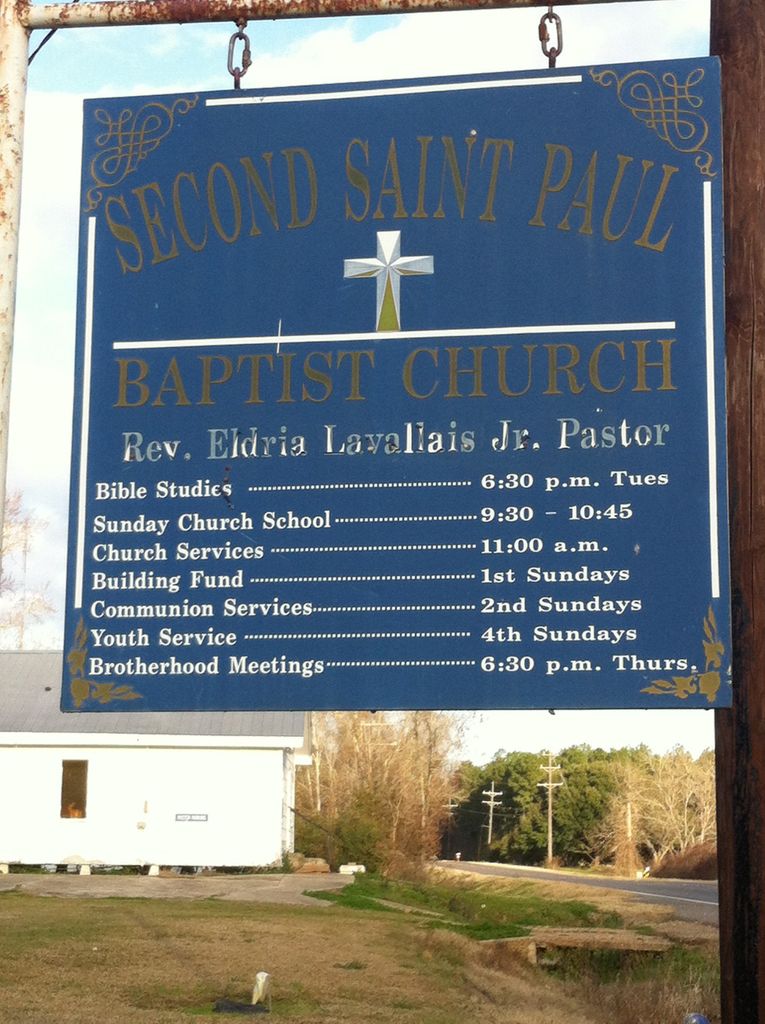 SECOND SAINT PAUL
BAPTIST CHURCH
Rev. Eldria Lavallais Jr. Pastor
Bible Studies ........ 6:30 p.m. Tues
Sunday Church School ........ 9:30 - 10:45
Church Services ........ 11:00 a.m.
Building Fund ........ 1st Sundays
Communion Services ........ 2nd Sundays
Youth Service ........ 4th Sundays
Brotherhood Meetings ........ 6:30 p.m. Thurs.